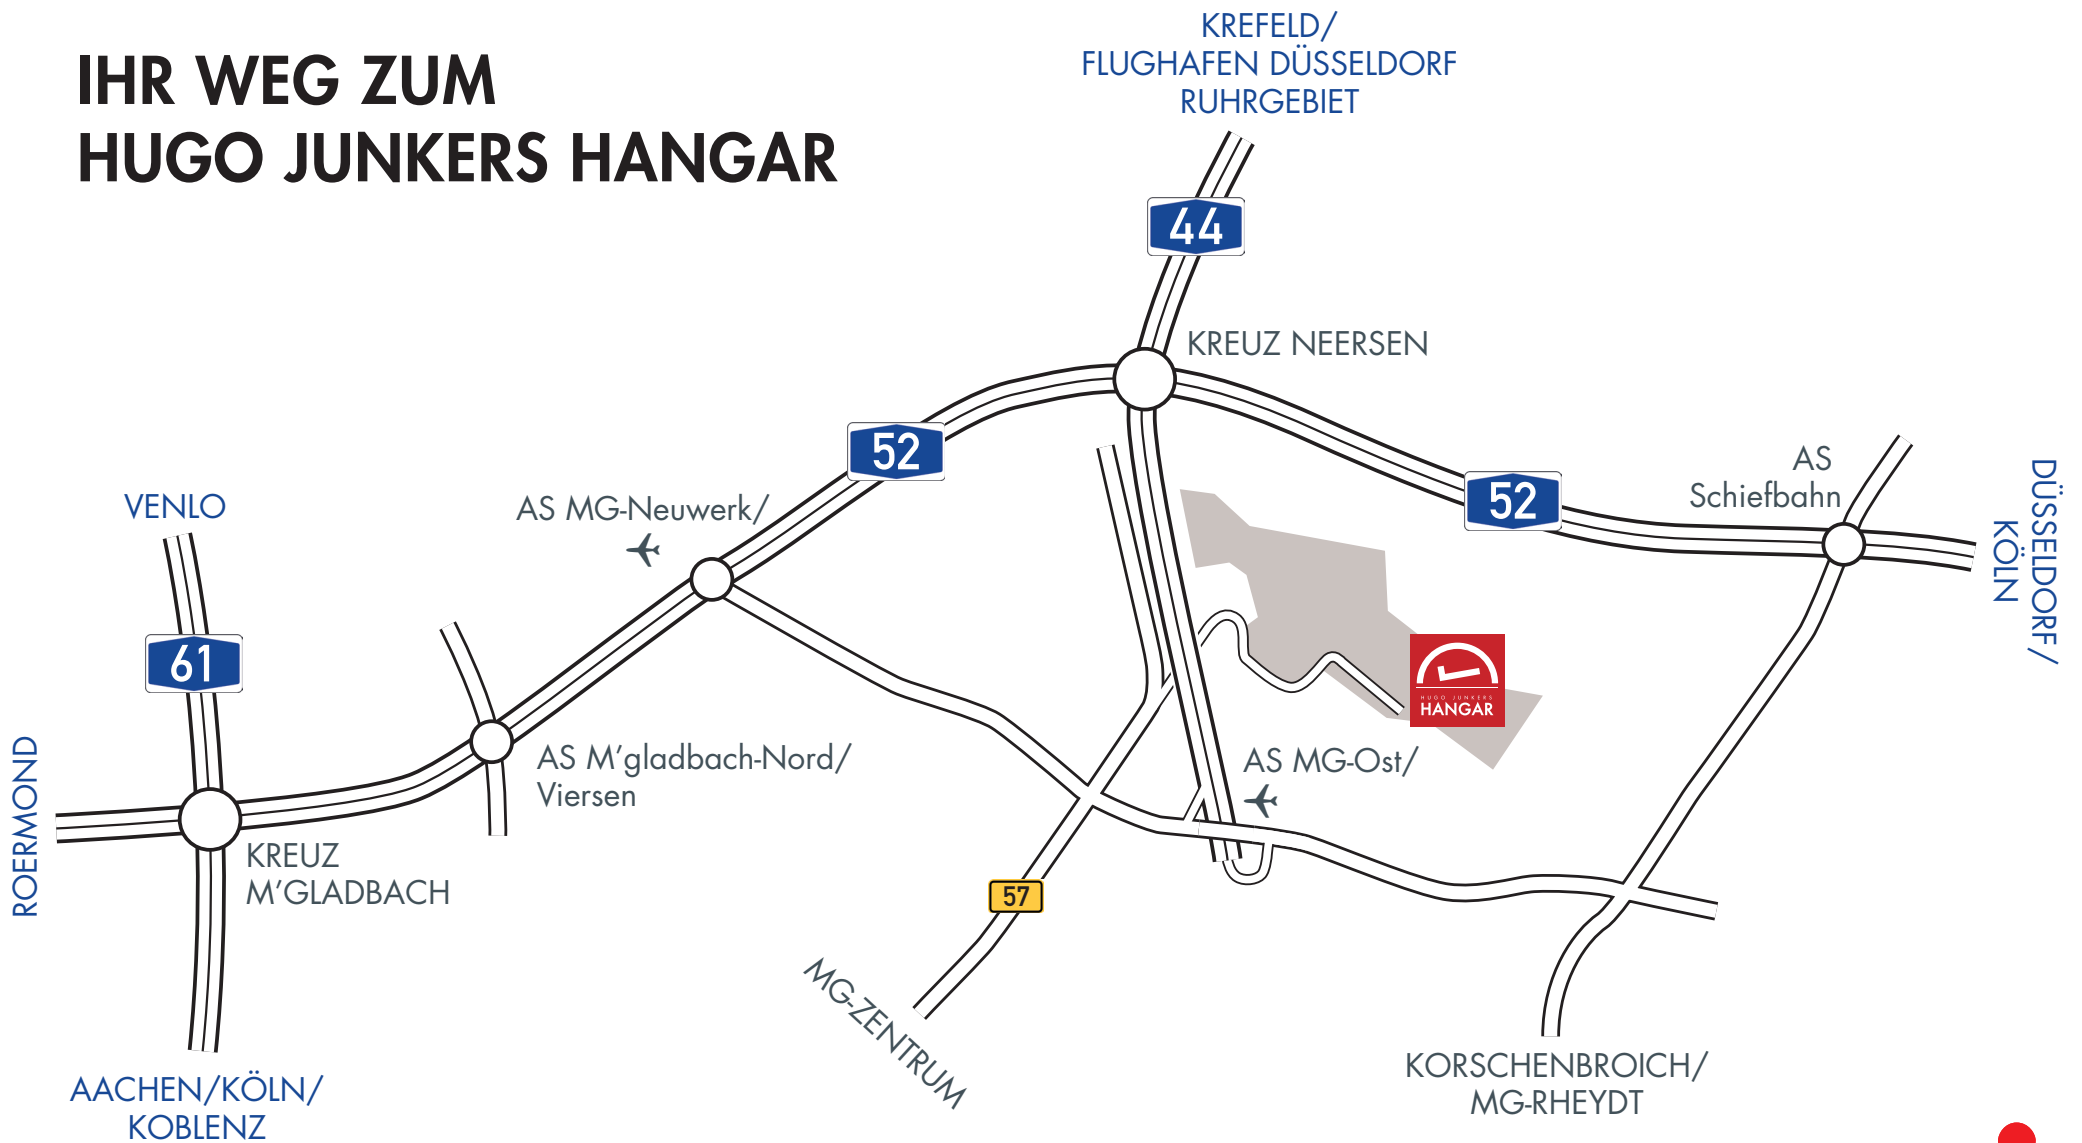 IHR WEG ZUM
HUGO JUNKERS HANGAR
KREFELD/
FLUGHAFEN DÜSSELDORF
RUHRGEBIET
44
KREUZ NEERSEN
52
52
AS
Schiefbahn
DÜSSELDORF/
KÖLN
AS MG-Neuwerk/
VENLO
61
HUGO JUNKERS
HANGAR
AS M'gladbach-Nord/
Viersen
AS MG-Ost/
ROERMOND
KREUZ
M'GLADBACH
57
MG-ZENTRUM
AACHEN/KÖLN/
KOBLENZ
KORSCHENBROICH/
MG-RHEYDT